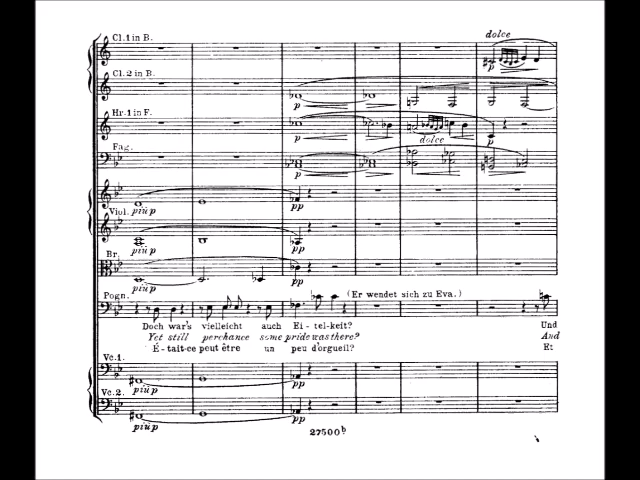 dolce
Cl.1 in B.
p
Cl.2 in B.
p
Hr.1 in F.
p
dolce
p
Fag.
p
più p
pp
Viol.
più p
pp
Br.
più p
pp
Pogn.
(Er wendet sich zu Eva.)
Doch war's vielleicht auch Ei-tel-keit? Und
Yet still perchance some pride was there? And
É-tait-ce peut être un peu d'orgueil? Et
Vc.1.
più p
pp
Vc.2.
più p
pp
27500b